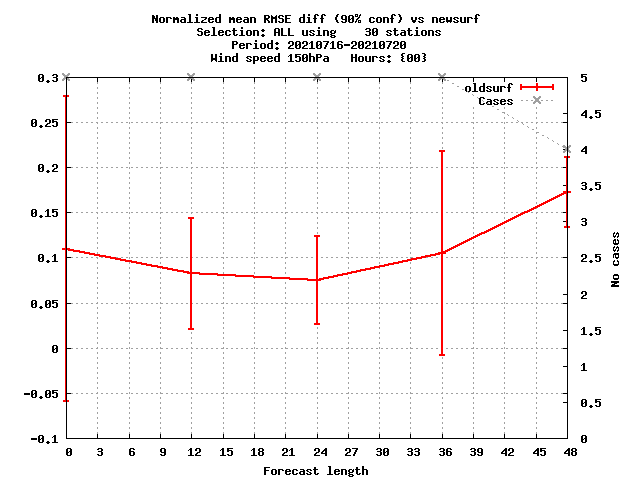 Normalized mean RMSE diff (90% conf) vs newsurf
Selection: ALL using    30 stations
Period: 20210716-20210720
Wind speed 150hPa   Hours: {00}
oldsurf
Cases
0.3
0.25
0.2
0.15
0.1
0.05
0
-0.05
-0.1
5
4.5
4
3.5
3
2.5
2
1.5
1
0.5
0
No cases
0 3 6 9 12 15 18 21 24 27 30 33 36 39 42 45 48
Forecast length